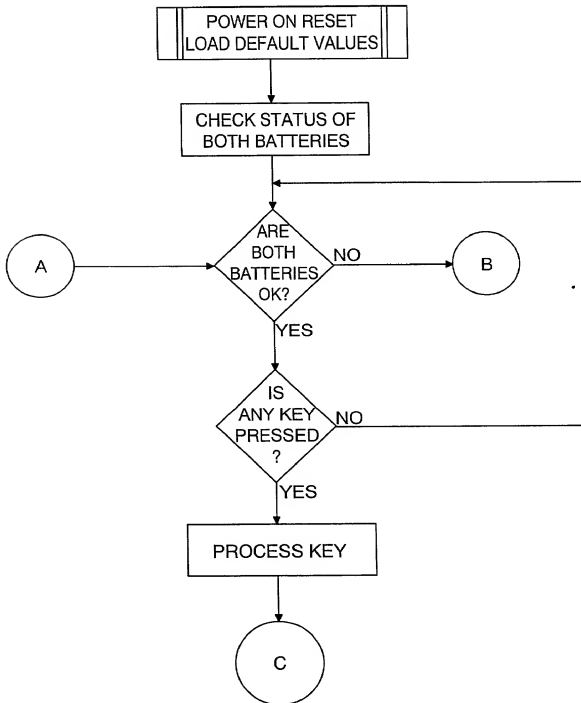 POWER ON RESET
LOAD DEFAULT VALUES
CHECK STATUS OF
BOTH BATTERIES
ARE
BOTH
BATTERIES
OK?
NO
A
B
YES
IS
ANY KEY
PRESSED
?
NO
YES
PROCESS KEY
C